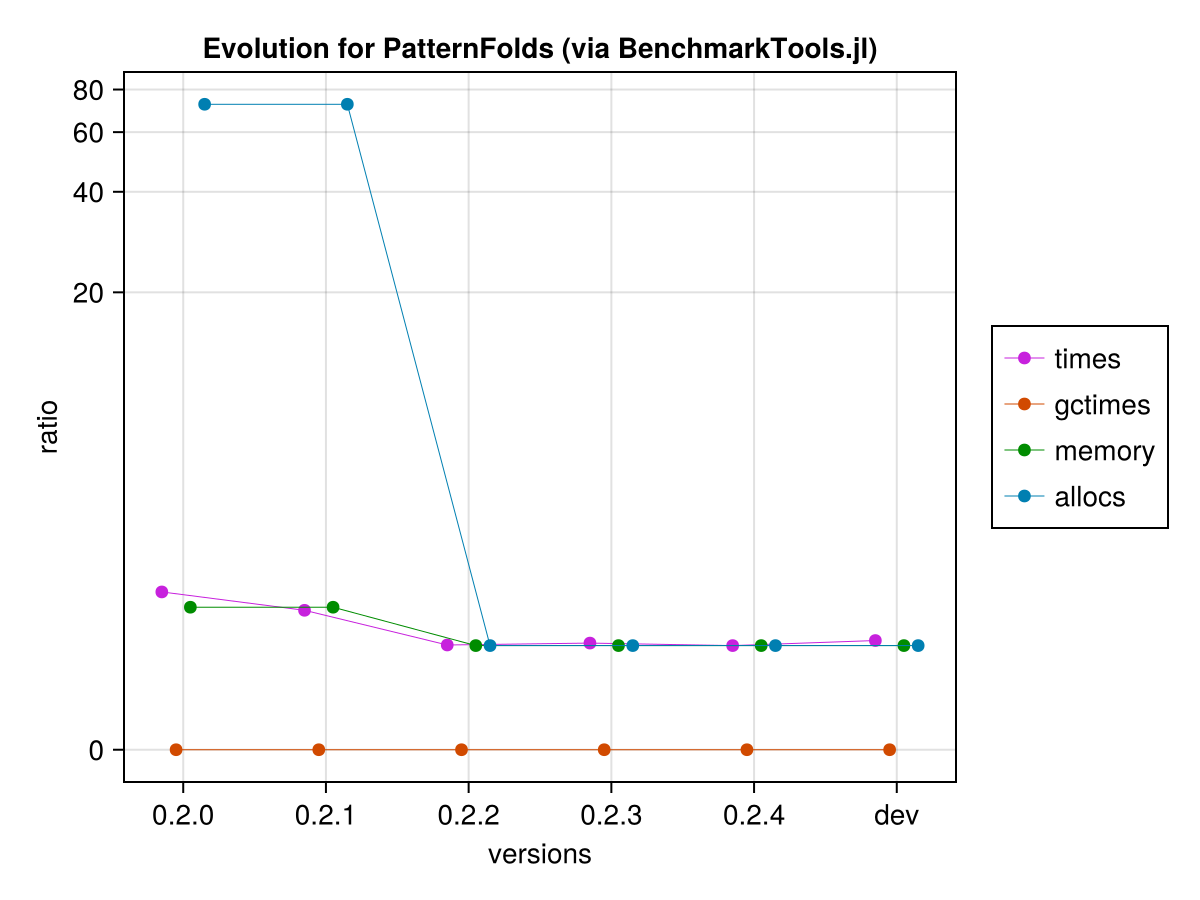 Evolution for PatternFolds (via BenchmarkTools.jl)
80
60
40
20
0
ratio
0.2.0 0.2.1 0.2.2 0.2.3 0.2.4 dev
versions
times
gctimes
memory
allocs